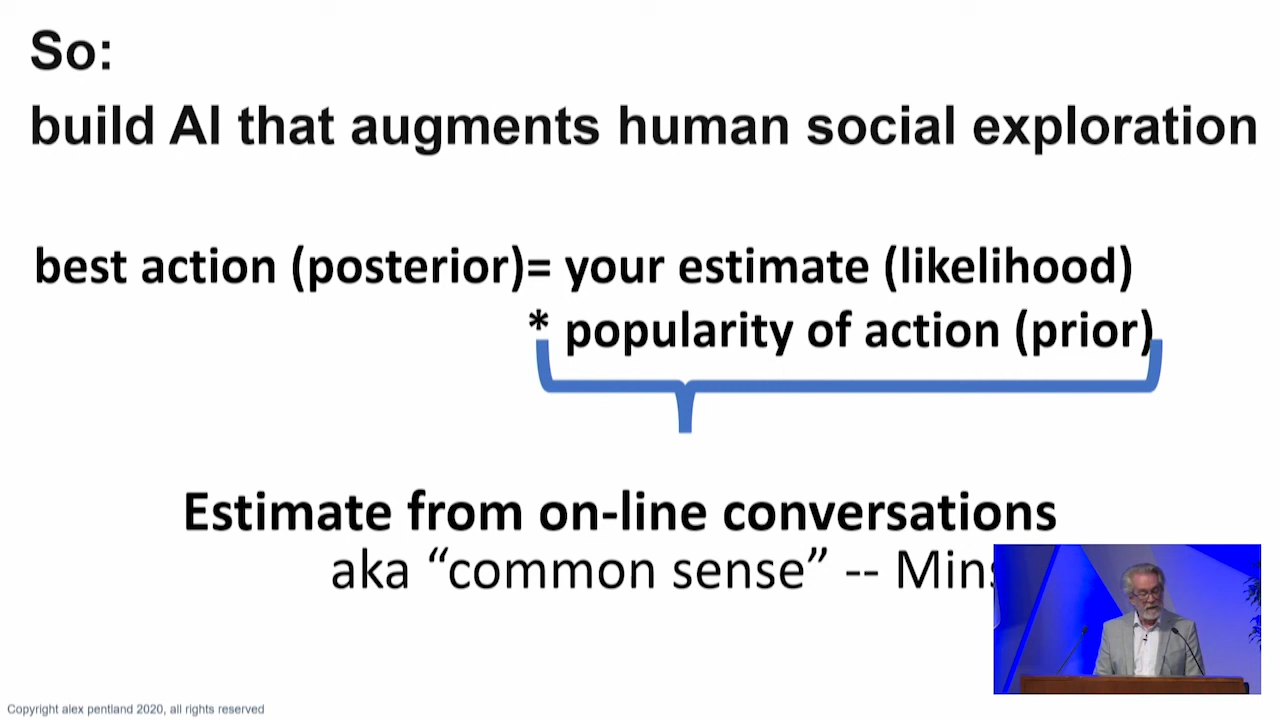 So:
build AI that augments human social exploration
best action (posterior)= your estimate (likelihood)
* popularity of action (prior)
Estimate from on-line conversations
aka “common sense” -- 
Copyright alex pentland 2020, all rights reserved